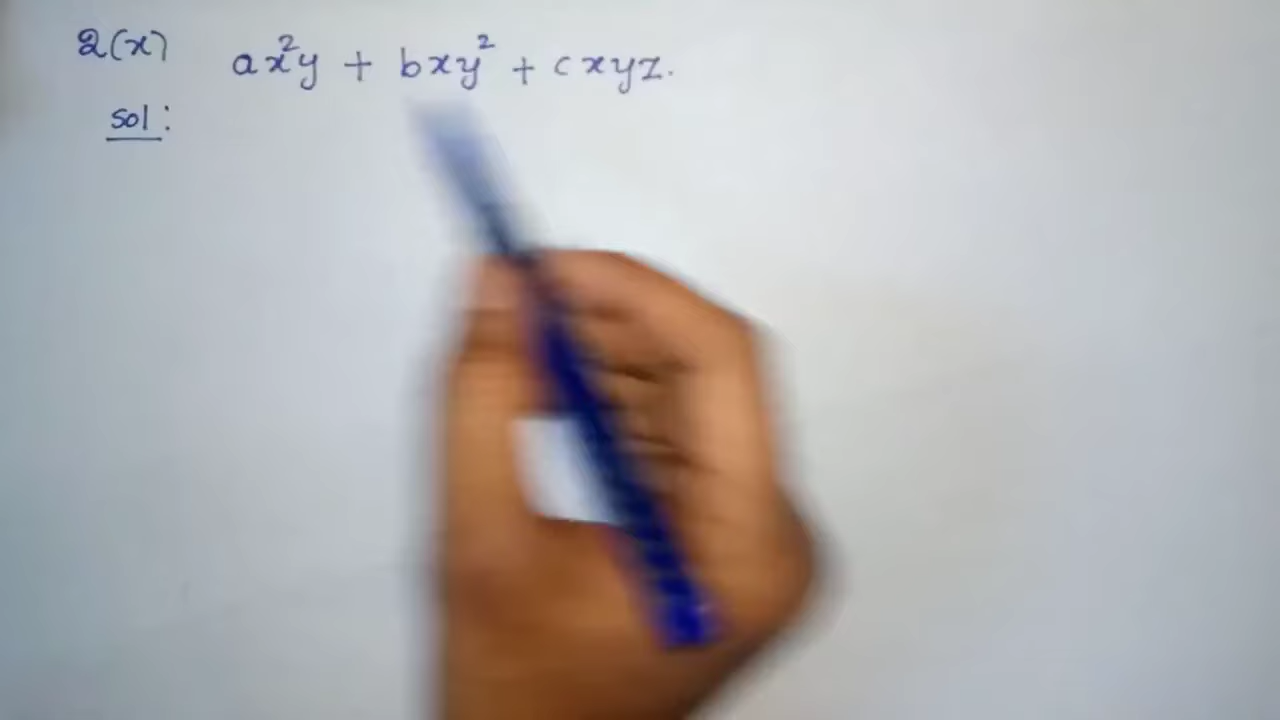 2(x) ax²y + bxy² + cxyz.
sol: